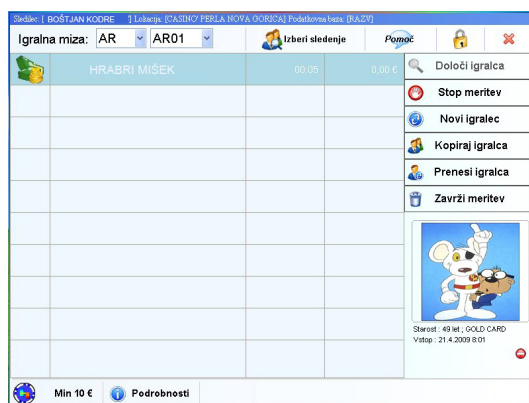 Sledilec: [ BOŠTJAN KODRE ] Lokacija: [CASINO' PERLA NOVA GORICA] Podatkovna baza: [RAZV]
Igralna miza: AR AR01 Izberi sledenje Pomoč
HRABRI MIŠEK 00:05 0,00 €
Določi igralca
Stop meritev
Novi igralec
Kopiraj igralca
Prenesi igralca
Zavrži meritev
Starost : 49 let ; GOLD CARD
Vstop : 21.4.2009 8:01
Min 10 € Podrobnosti